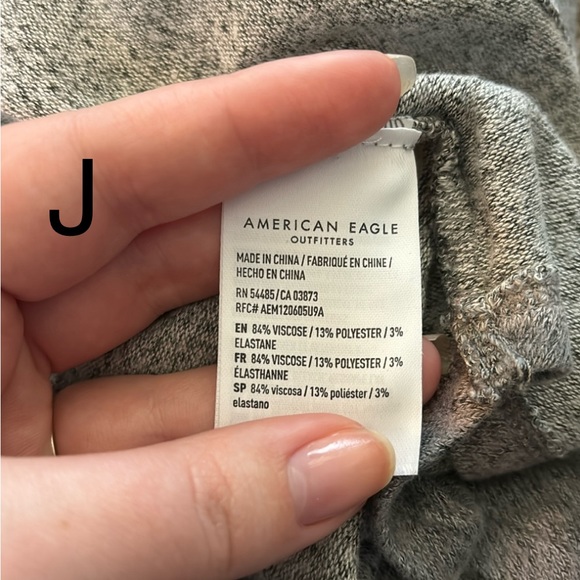 J
AMERICAN EAGLE
OUTFITTERS
MADE IN CHINA / FABRIQUÉ EN CHINE /
HECHO EN CHINA
RN 54485/CA 03873
RFC# AEM120605U9A
EN 84% VISCOSE / 13% POLYESTER / 3%
ELASTANE
FR 84% VISCOSE / 13% POLYESTER / 3%
ÉLASTHANNE
SP 84% viscosa / 13% poliéster / 3%
elastano